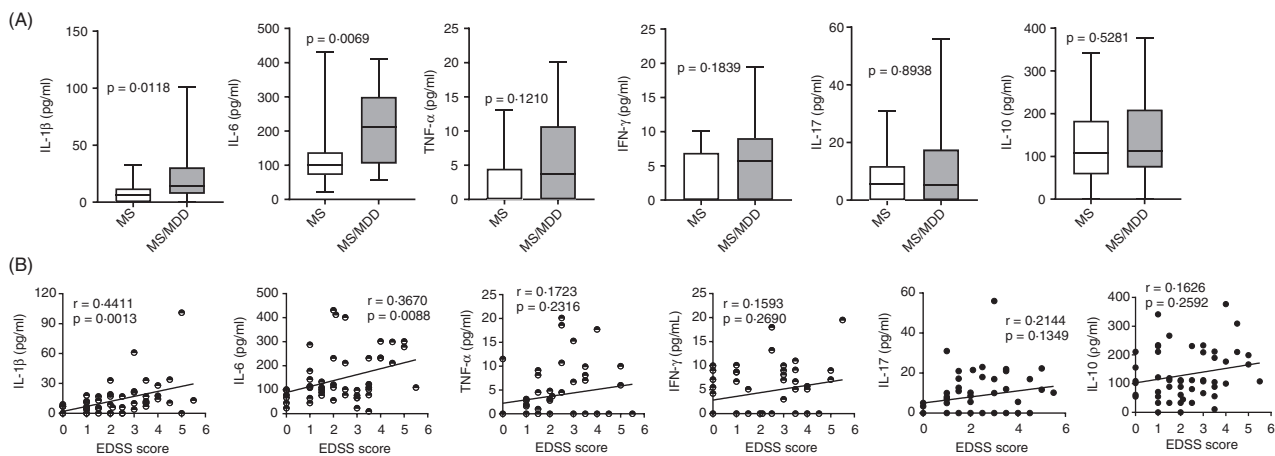 (A)
IL-1β (pg/ml)
150
100
50
0
p = 0·0118
MS
MS/MDD
IL-6 (pg/ml)
500
400
300
200
100
0
p = 0·0069
MS
MS/MDD
TNF-α (pg/ml)
25
20
15
10
5
0
p = 0·1210
MS
MS/MDD
IFN-γ (pg/ml)
25
20
15
10
5
0
p = 0·1839
MS
MS/MDD
IL-17 (pg/ml)
60
40
20
0
p = 0·8938
MS
MS/MDD
IL-10 (pg/ml)
400
300
200
100
0
p = 0·5281
MS
MS/MDD
(B)
IL-1β (pg/ml)
120
90
60
30
0
r = 0·4411
p = 0·0013
0 1 2 3 4 5 6
EDSS score
IL-6 (pg/ml)
500
400
300
200
100
0
r = 0·3670
p = 0·0088
0 1 2 3 4 5 6
EDSS score
TNF-α (pg/ml)
25
20
15
10
5
0
r = 0·1723
p = 0·2316
0 1 2 3 4 5 6
EDSS score
IFN-γ (pg/mL)
25
20
15
10
5
0
r = 0·1593
p = 0·2690
0 1 2 3 4 5 6
EDSS score
IL-17 (pg/ml)
60
40
20
0
r = 0·2144
p = 0·1349
0 2 4 6
EDSS score
IL-10 (pg/ml)
400
300
200
100
0
r = 0·1626
p = 0·2592
0 1 2 3 4 5 6
EDSS score